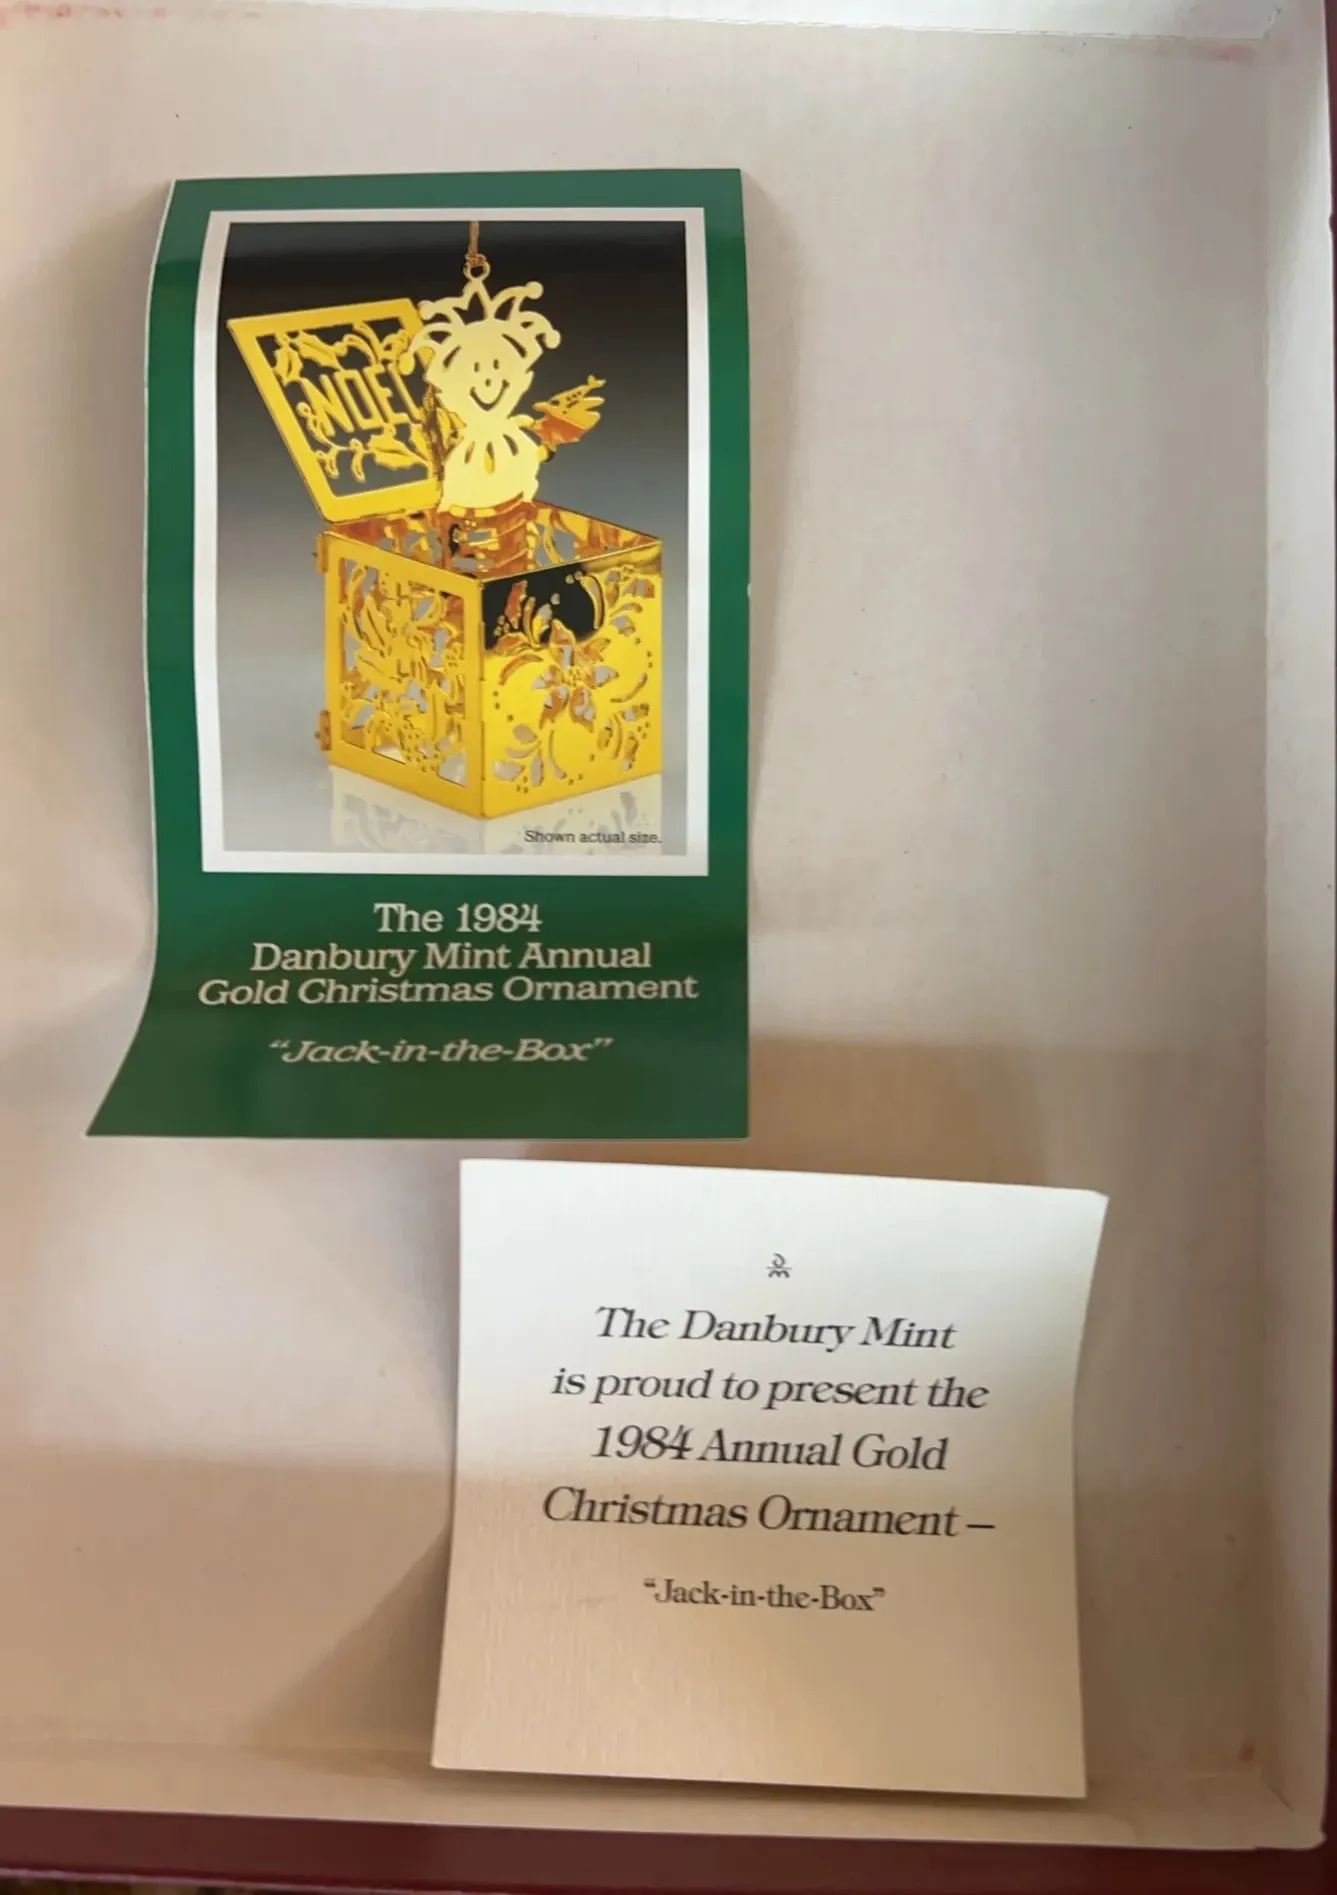 NOEL
Shown actual size.
The 1984
Danbury Mint Annual
Gold Christmas Ornament
“Jack-in-the-Box”
The Danbury Mint
is proud to present the
1984 Annual Gold
Christmas Ornament –
“Jack-in-the-Box”